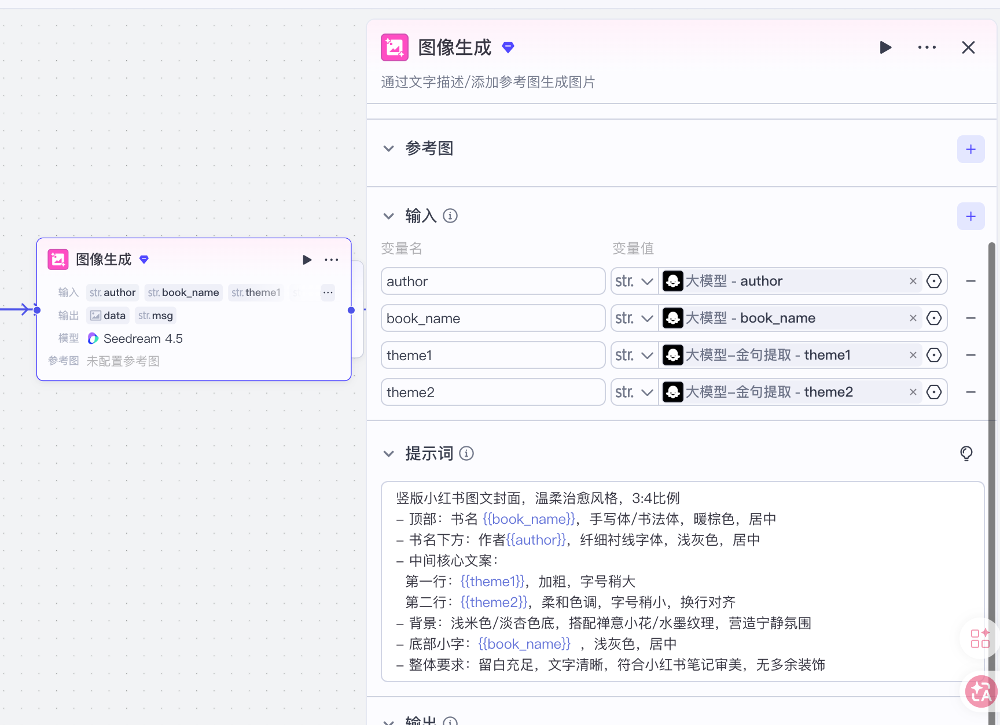 图像生成
通过文字描述/添加参考图生成图片
参考图
输入
变量名 变量值
author str. 大模型 - author
book_name str. 大模型 - book_name
theme1 str. 大模型-金句提取 - theme1
theme2 str. 大模型-金句提取 - theme2
提示词
竖版小红书图文封面，温柔治愈风格，3:4比例
- 顶部：书名 {{book_name}}，手写体/书法体，暖棕色，居中
- 书名下方：作者{{author}}，纤细衬线字体，浅灰色，居中
- 中间核心文案：
第一行：{{theme1}}，加粗，字号稍大
第二行：{{theme2}}，柔和色调，字号稍小，换行对齐
- 背景：浅米色/淡杏色底，搭配禅意小花/水墨纹理，营造宁静氛围
- 底部小字：{{book_name}} ，浅灰色，居中
- 整体要求：留白充足，文字清晰，符合小红书笔记审美，无多余装饰
输出
图像生成
输入 str. author str. book_name str. theme1
输出 data str. msg
模型 Seedream 4.5
参考图 未配置参考图